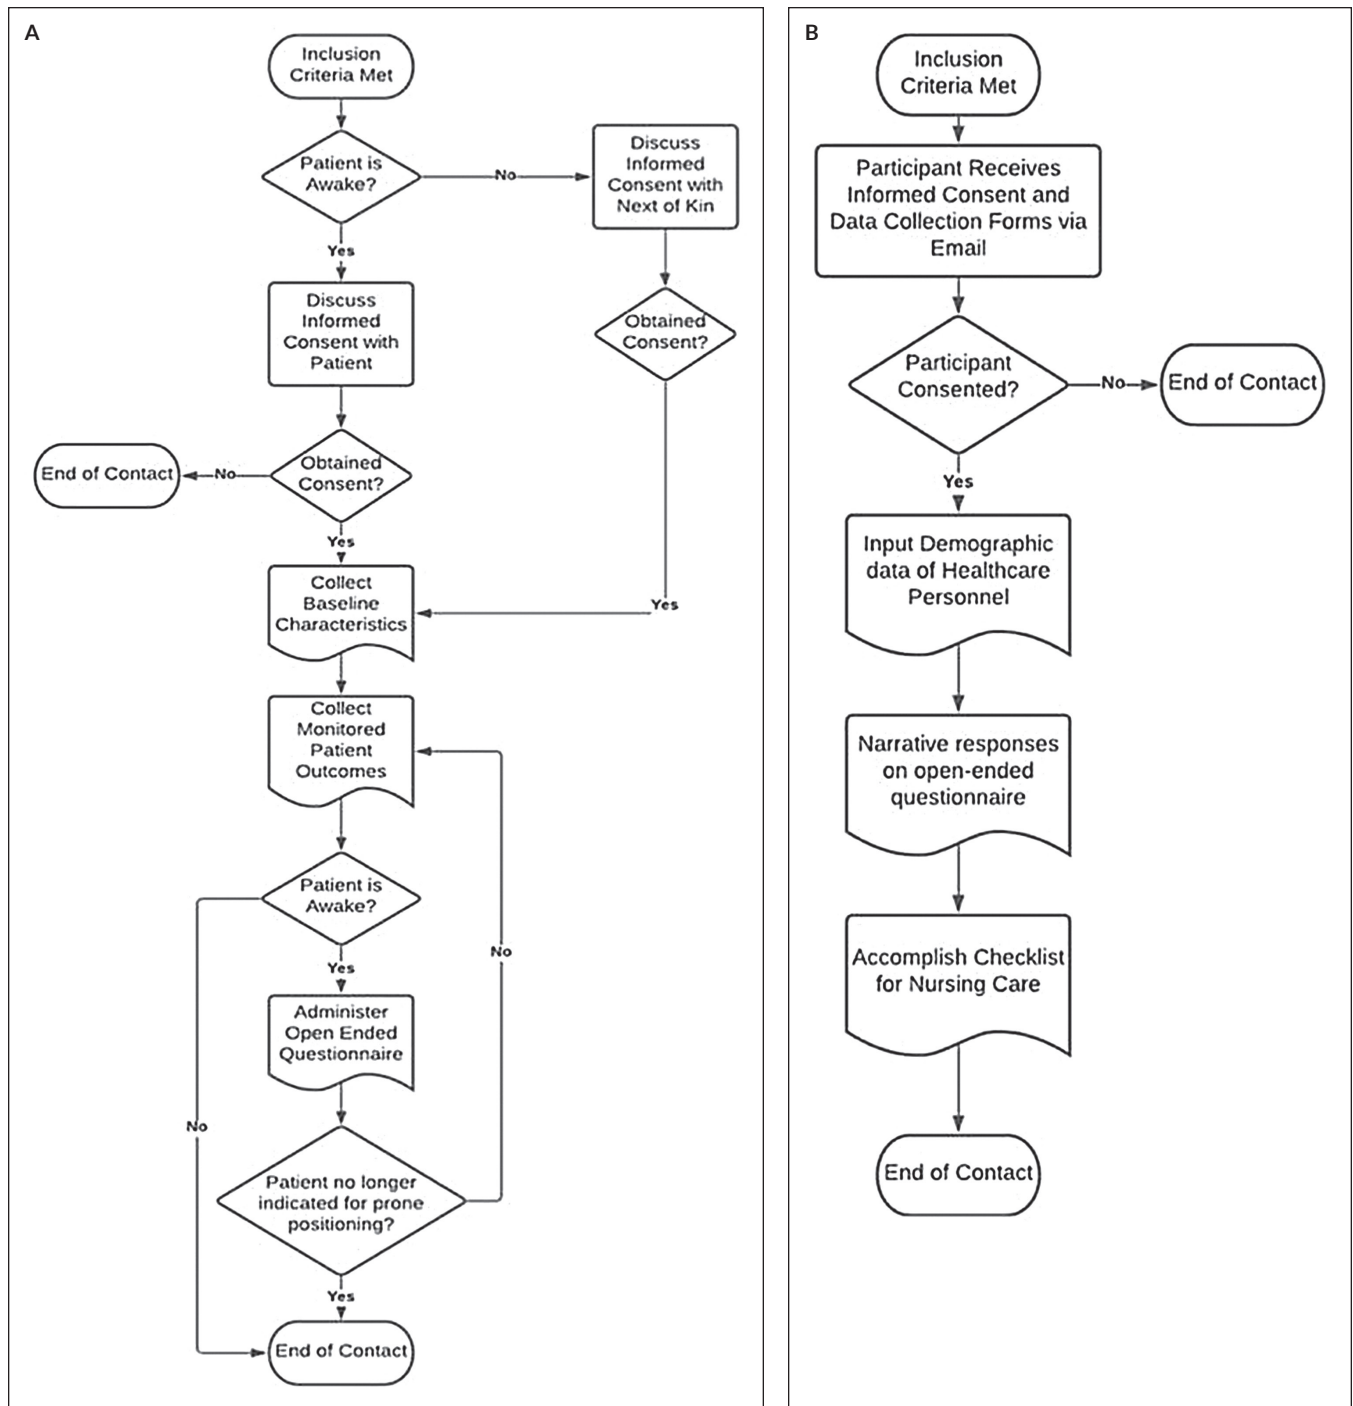 A
Inclusion
Criteria Met
Patient is
Awake?
No
Discuss
Informed
Consent with
Next of Kin
Yes
Discuss
Informed
Consent with
Patient
Obtained
Consent?
Obtained
Consent?
No
End of Contact
Yes
Yes
Collect
Baseline
Characteristics
Collect
Monitored
Patient
Outcomes
Patient is
Awake?
No
Yes
Administer
Open Ended
Questionnaire
No
Patient no longer
indicated for prone
positioning?
Yes
End of Contact
B
Inclusion
Criteria Met
Participant Receives
Informed Consent and
Data Collection Forms via
Email
Participant
Consented?
No
End of Contact
Yes
Input Demographic
data of Healthcare
Personnel
Narrative responses
on open-ended
questionnaire
Accomplish Checklist
for Nursing Care
End of Contact